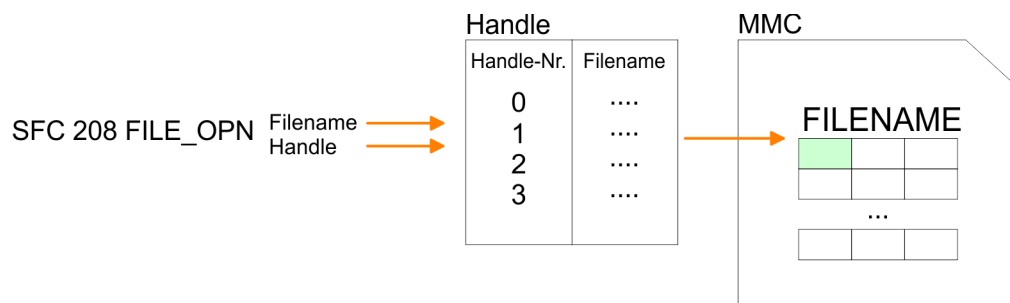 Handle
MMC
Handle-Nr. Filename
0 ....
1 ....
2 ....
3 ....
SFC 208 FILE_OPN
Filename
Handle
FILENAME
...